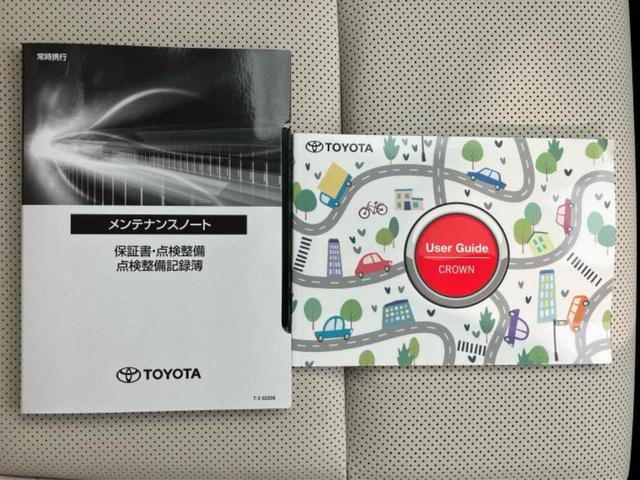 常時携行
メンテナンスノート
保証書・点検整備
点検整備記録簿
TOYOTA
T-2 62206
TOYOTA
User Guide
CROWN